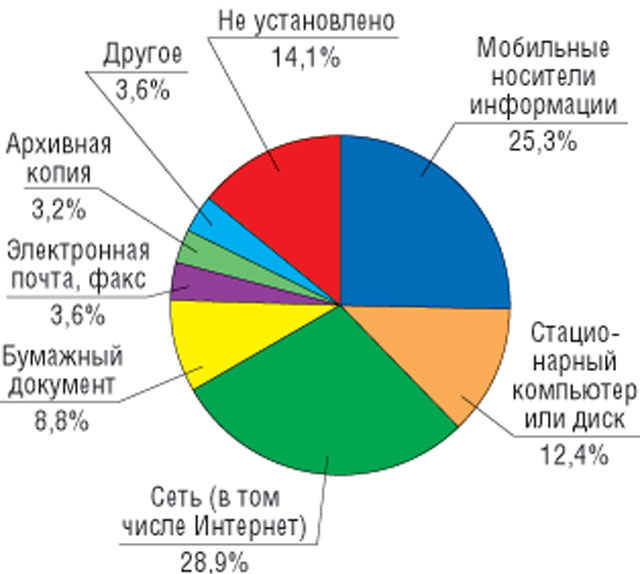 Не установлено
14,1%
Другое
3,6%
Мобильные
носители
информации
25,3%
Архивная
копия
3,2%
Электронная
почта, факс
3,6%
Стацио-
нарный
компьютер
или диск
12,4%
Бумажный
документ
8,8%
Сеть (в том
числе Интернет)
28,9%